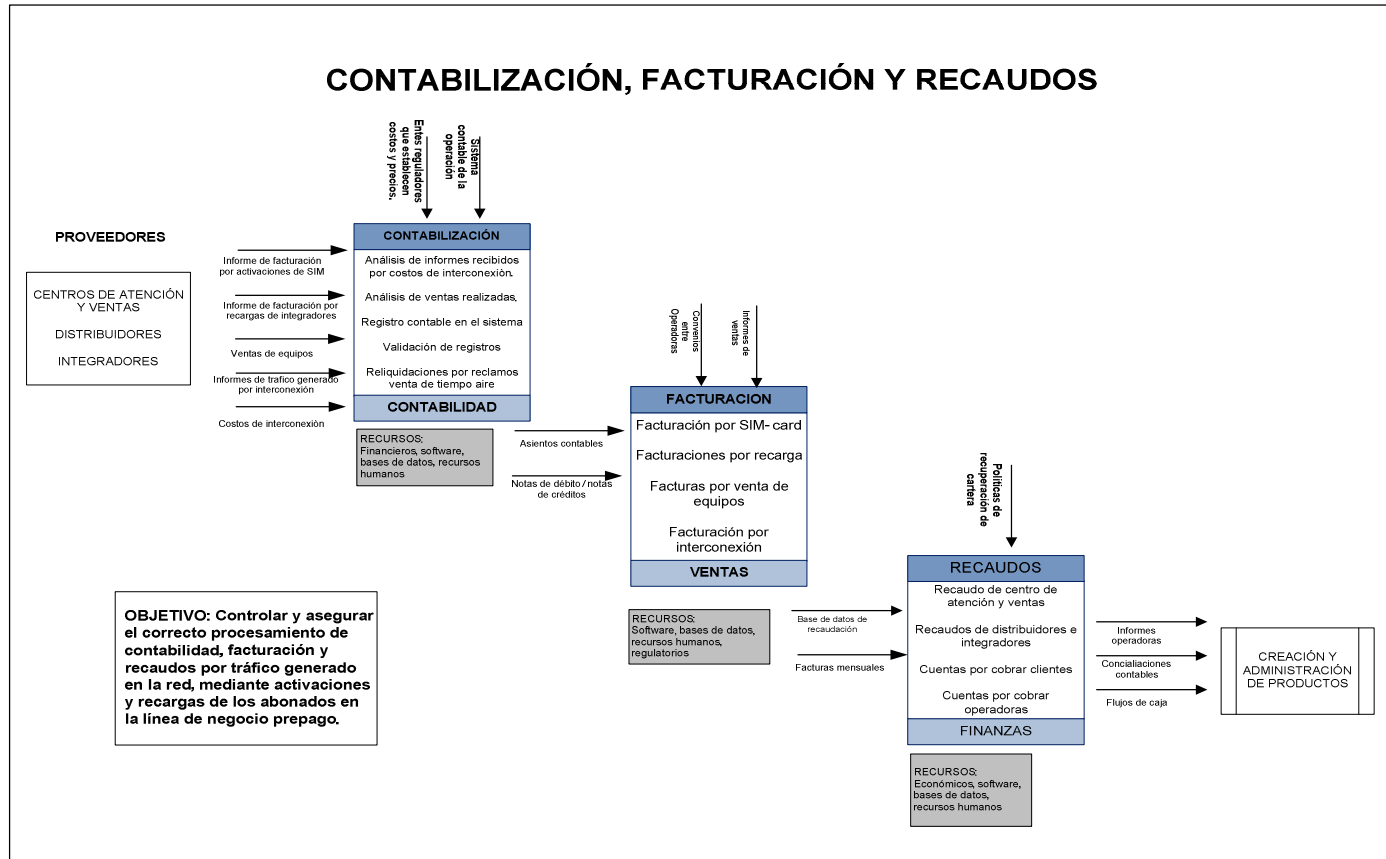 CONTABILIZACIÓN, FACTURACIÓN Y RECAUDOS
Entes reguladores
que establecen
costos y precios.
Sistema
contable de la
operación
PROVEEDORES
CENTROS DE ATENCIÓN
Y VENTAS
DISTRIBUIDORES
INTEGRADORES
Informe de facturación
por activaciones de SIM
Informe de facturación por
recargas de integradores
Ventas de equipos
Informes de trafico generado
por interconexión
Costos de interconexiòn
CONTABILIZACIÓN
Análisis de informes recibidos
por costos de interconexiòn.
Análisis de ventas realizadas.
Registro contable en el sistema
Validación de registros
Reliquidaciones por reclamos
venta de tiempo aire
CONTABILIDAD
RECURSOS:
Financieros, software,
bases de datos, recursos
humanos
Asientos contables
Notas de débito / notas
de créditos
Convenios
entre
Operadoras
Informes de
ventas
FACTURACION
Facturación por SIM- card
Facturaciones por recarga
Facturas por venta de
equipos
Facturación por
interconexión
VENTAS
RECURSOS:
Software, bases de datos,
recursos humanos,
regulatorios
Base de datos de
recaudación
Facturas mensuales
Políticas de
recuperación de
cartera
RECAUDOS
Recaudo de centro de
atención y ventas
Recaudos de distribuidores e
integradores
Cuentas por cobrar clientes
Cuentas por cobrar
operadoras
FINANZAS
RECURSOS:
Económicos, software,
bases de datos,
recursos humanos
Informes
operadoras
Concialiaciones
contables
Flujos de caja
CREACIÓN Y
ADMINISTRACIÓN
DE PRODUCTOS
OBJETIVO: Controlar y asegurar
el correcto procesamiento de
contabilidad, facturación y
recaudos por tráfico generado
en la red, mediante activaciones
y recargas de los abonados en
la línea de negocio prepago.